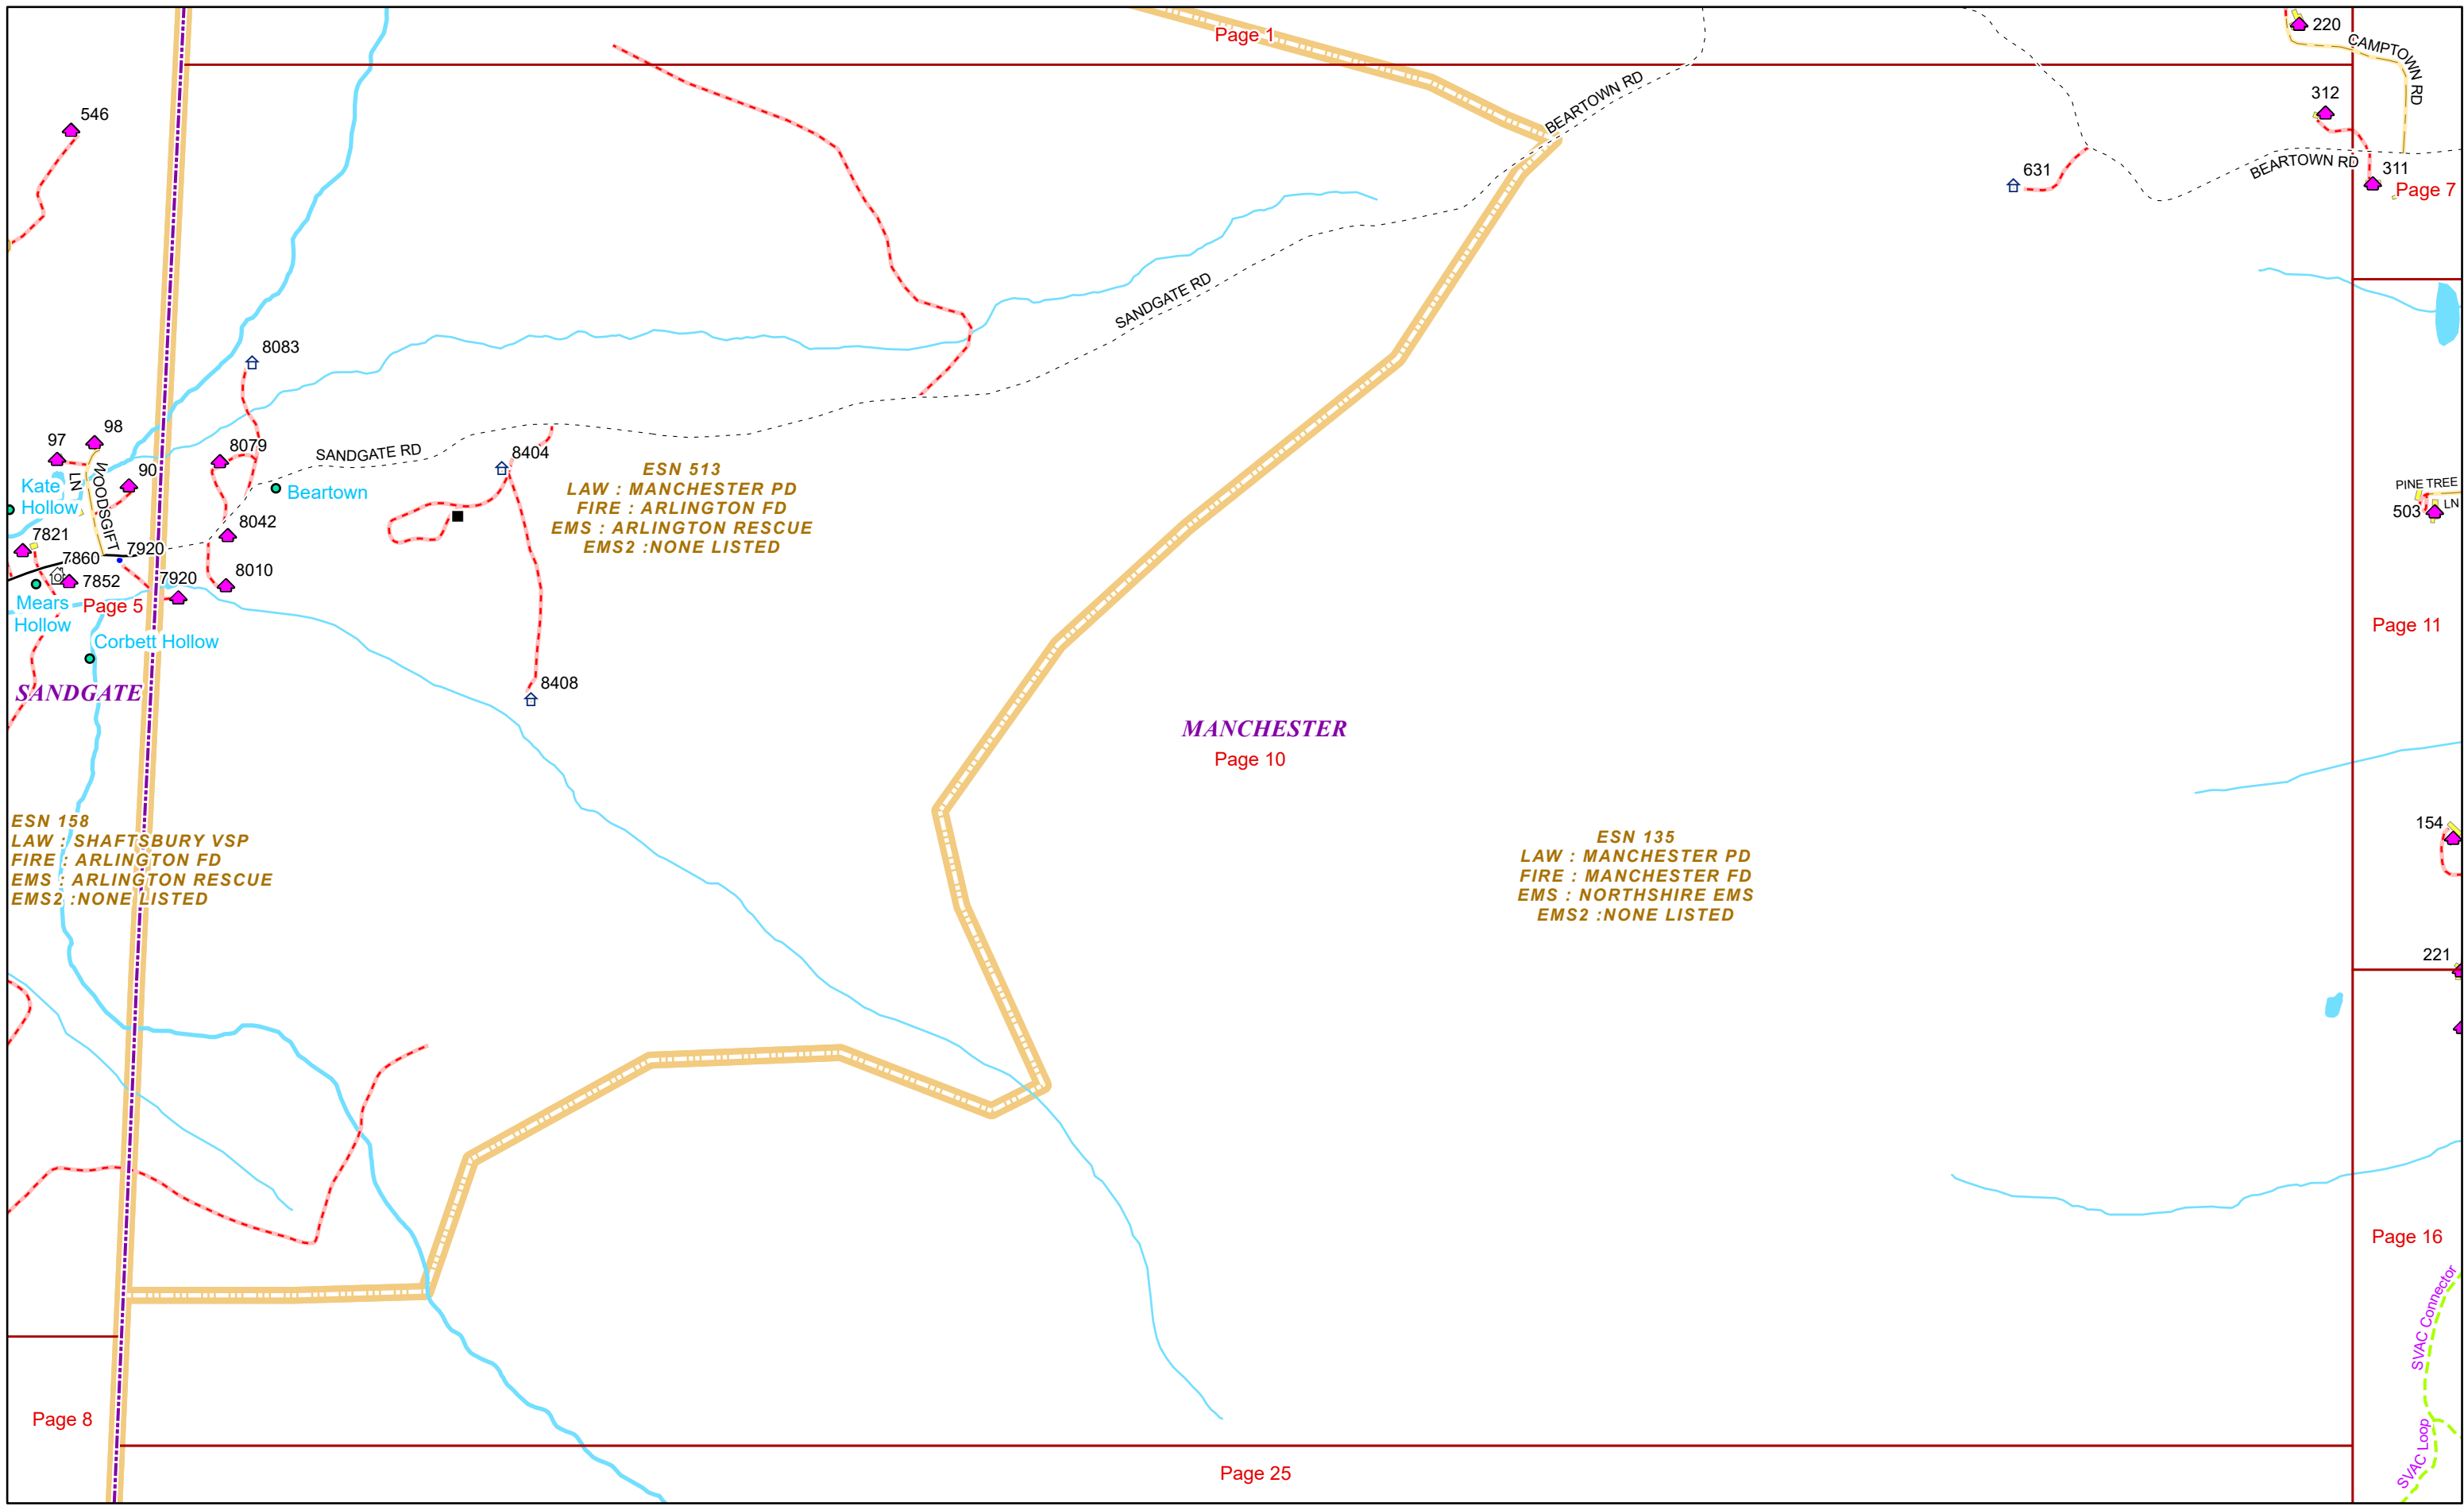 Page 1
220
CAMPTOWN RD
546
BEARTOWN RD
312
631
BEARTOWN RD
311
Page 7
SANDGATE RD
8083
98
97
8079
SANDGATE RD
8404
90
WOODSGIFT
LN
Kate
Hollow
Beartown
ESN 513
LAW : MANCHESTER PD
FIRE : ARLINGTON FD
EMS : ARLINGTON RESCUE
EMS2 :NONE LISTED
PINE TREE
LN
503
8042
7821
7920
7860
7852
7920
8010
Mears
Hollow
Page 5
Corbett Hollow
Page 11
SANDGATE
8408
MANCHESTER
Page 10
ESN 158
LAW : SHAFTSBURY VSP
FIRE : ARLINGTON FD
EMS : ARLINGTON RESCUE
EMS2 :NONE LISTED
ESN 135
LAW : MANCHESTER PD
FIRE : MANCHESTER FD
EMS : NORTHSHIRE EMS
EMS2 :NONE LISTED
154
221
Page 16
SVAC Connector
Page 8
SVAC Loop
Page 25